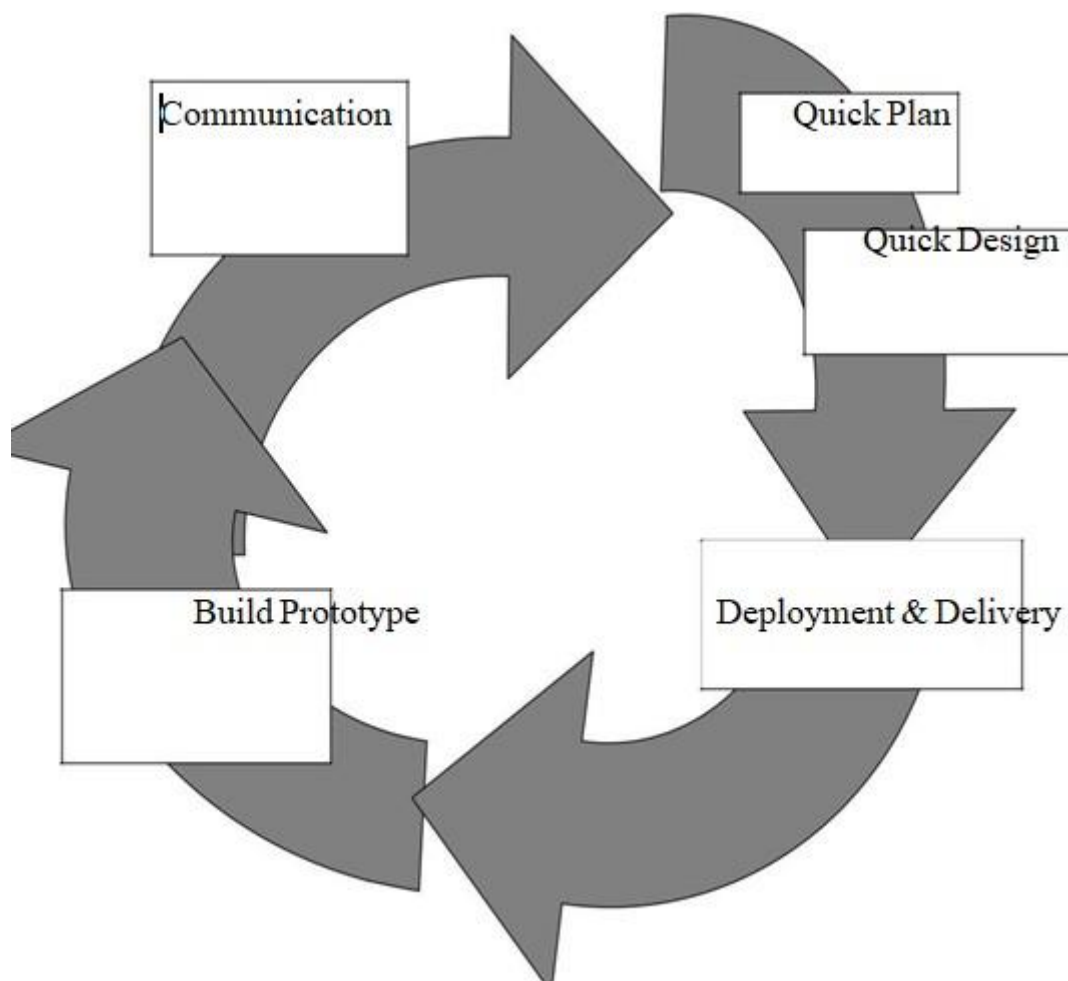 Communication
Quick Plan
Quick Design
Deployment & Delivery
Build Prototype